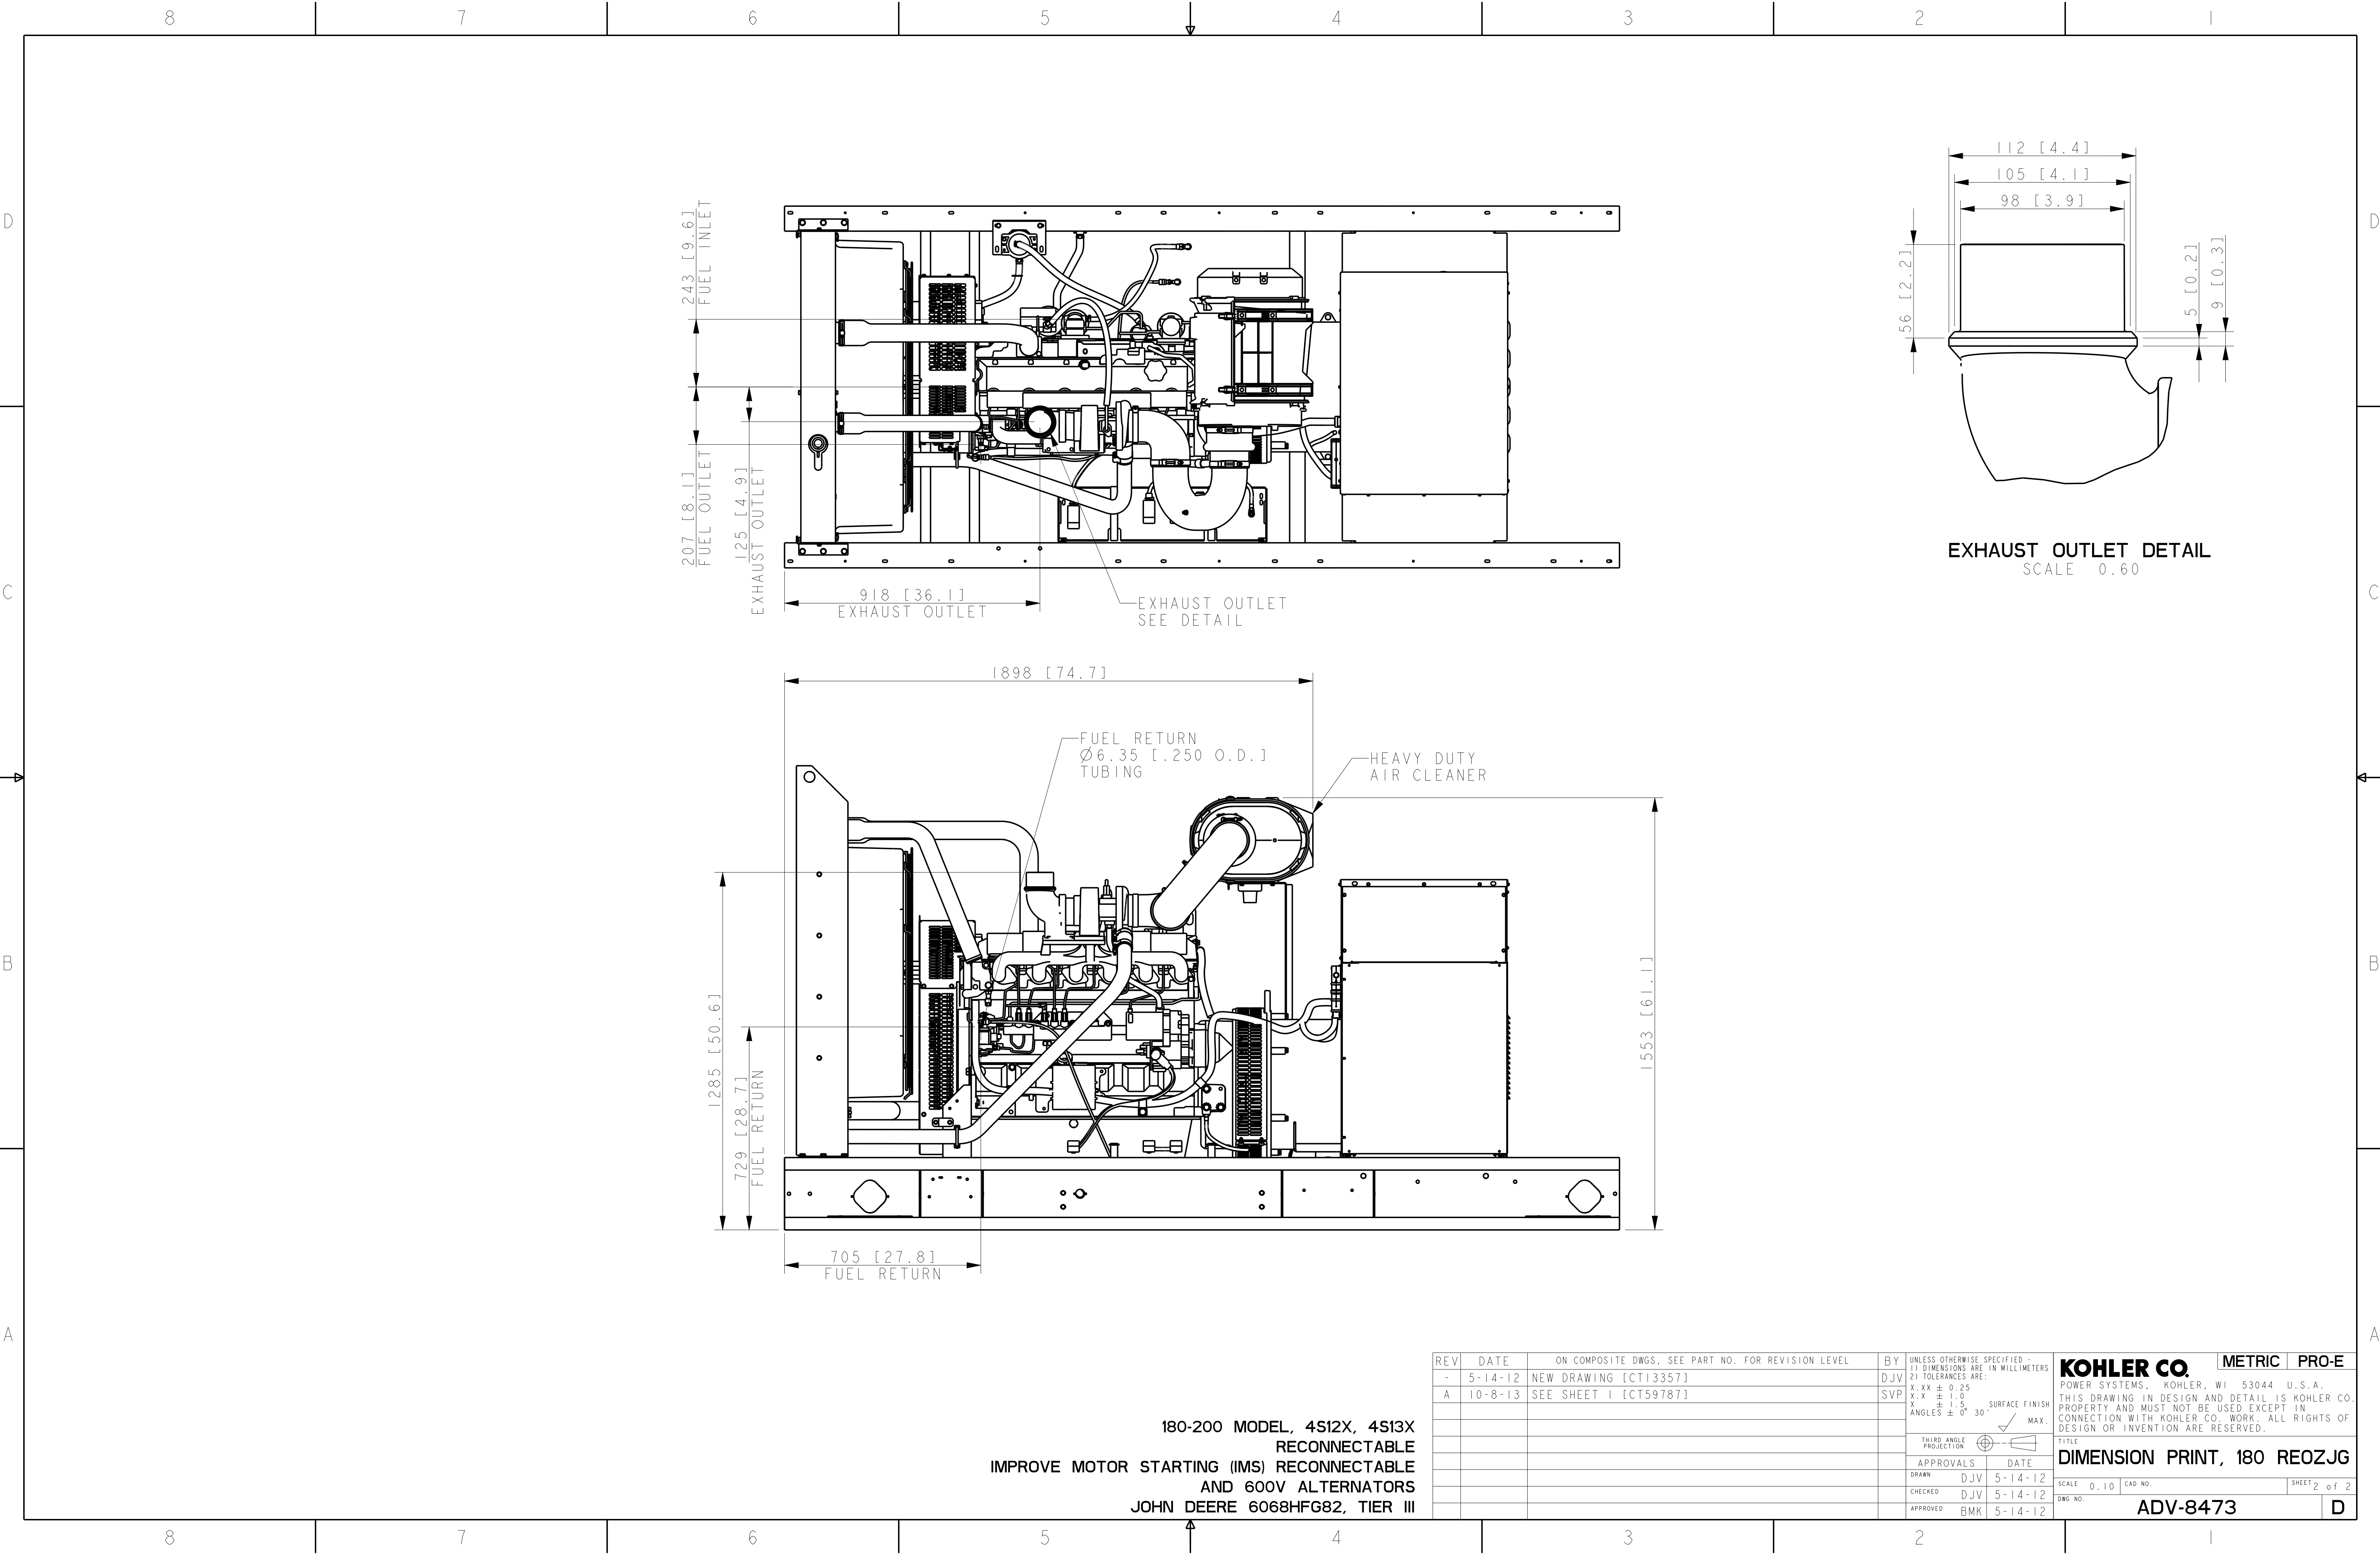 8 7 6 5 4 3 2 1
D
D
C
C
B
B
A
A
243 [9.6]
FUEL INLET
207 [8.1]
FUEL OUTLET
125 [4.9]
EXHAUST OUTLET
918 [36.1]
EXHAUST OUTLET
EXHAUST OUTLET
SEE DETAIL
112 [4.4]
105 [4.1]
98 [3.9]
56 [2.2]
5 [0.2]
9 [0.3]
EXHAUST OUTLET DETAIL
SCALE 0.60
1898 [74.7]
FUEL RETURN
Ø6.35 [.250 O.D.]
TUBING
HEAVY DUTY
AIR CLEANER
1285 [50.6]
729 [28.7]
FUEL RETURN
1553 [61.1]
705 [27.8]
FUEL RETURN
180-200 MODEL, 4S12X, 4S13X
RECONNECTABLE
IMPROVE MOTOR STARTING (IMS) RECONNECTABLE
AND 600V ALTERNATORS
JOHN DEERE 6068HFG82, TIER III
REV DATE ON COMPOSITE DWGS, SEE PART NO. FOR REVISION LEVEL BY
- 5-14-12 NEW DRAWING [CT13357] DJV
A 10-8-13 SEE SHEET 1 [CT59787] SVP
UNLESS OTHERWISE SPECIFIED -
1) DIMENSIONS ARE IN MILLIMETERS
2) TOLERANCES ARE:
X.XX ± 0.25
X.X ± 1.0
X ± 1.5 SURFACE FINISH
ANGLES ± 0° 30' MAX.
THIRD ANGLE
PROJECTION
APPROVALS DATE
DRAWN DJV 5-14-12
CHECKED DJV 5-14-12
APPROVED BMK 5-14-12
KOHLER CO. METRIC PRO-E
POWER SYSTEMS, KOHLER, WI 53044 U.S.A.
THIS DRAWING IN DESIGN AND DETAIL IS KOHLER CO.
PROPERTY AND MUST NOT BE USED EXCEPT IN
CONNECTION WITH KOHLER CO. WORK. ALL RIGHTS OF
DESIGN OR INVENTION ARE RESERVED.
TITLE
DIMENSION PRINT, 180 REOZJG
SCALE 0.10 CAD NO. SHEET 2 of 2
DWG NO. ADV-8473 D
8 7 6 5 4 3 2 1